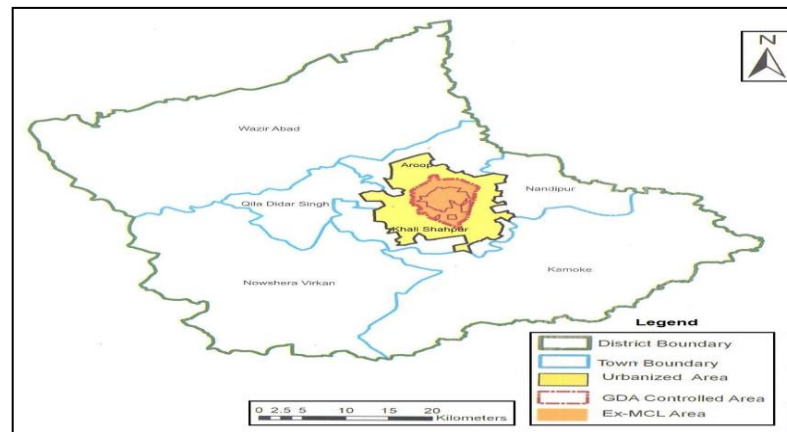 N
Wazir Abad
Aroop
Nandipur
Qila Didar Singh
Khali Shahpur
Kamoke
Nowshera Virkan
Legend
District Boundary
Town Boundary
Urbanized Area
GDA Controlled Area
Ex-MCL Area
0 2.5 5 10 15 20
Kilometers